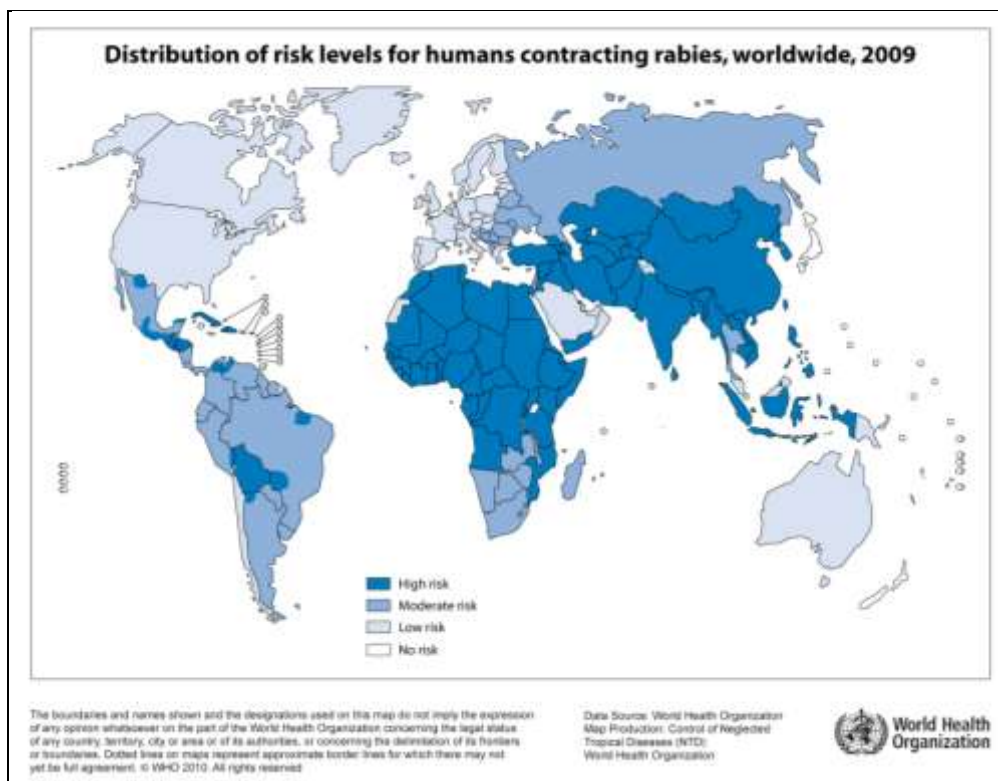 Distribution of risk levels for humans contracting rabies, worldwide, 2009
High risk
Moderate risk
Low risk
No risk
The boundaries and names shown and the designations used on this map do not imply the expression
of any opinion whatsoever on the part of the World Health Organization concerning the legal status
of any country, territory, city or area or of its authorities, or concerning the delimitation of its frontiers
or boundaries. Dotted lines on maps represent approximate border lines for which there may not
yet be full agreement. © WHO 2010. All rights reserved
Data Source: World Health Organization
Map Production: Control of Neglected
Tropical Diseases (NTD)
World Health Organization
World Health
Organization